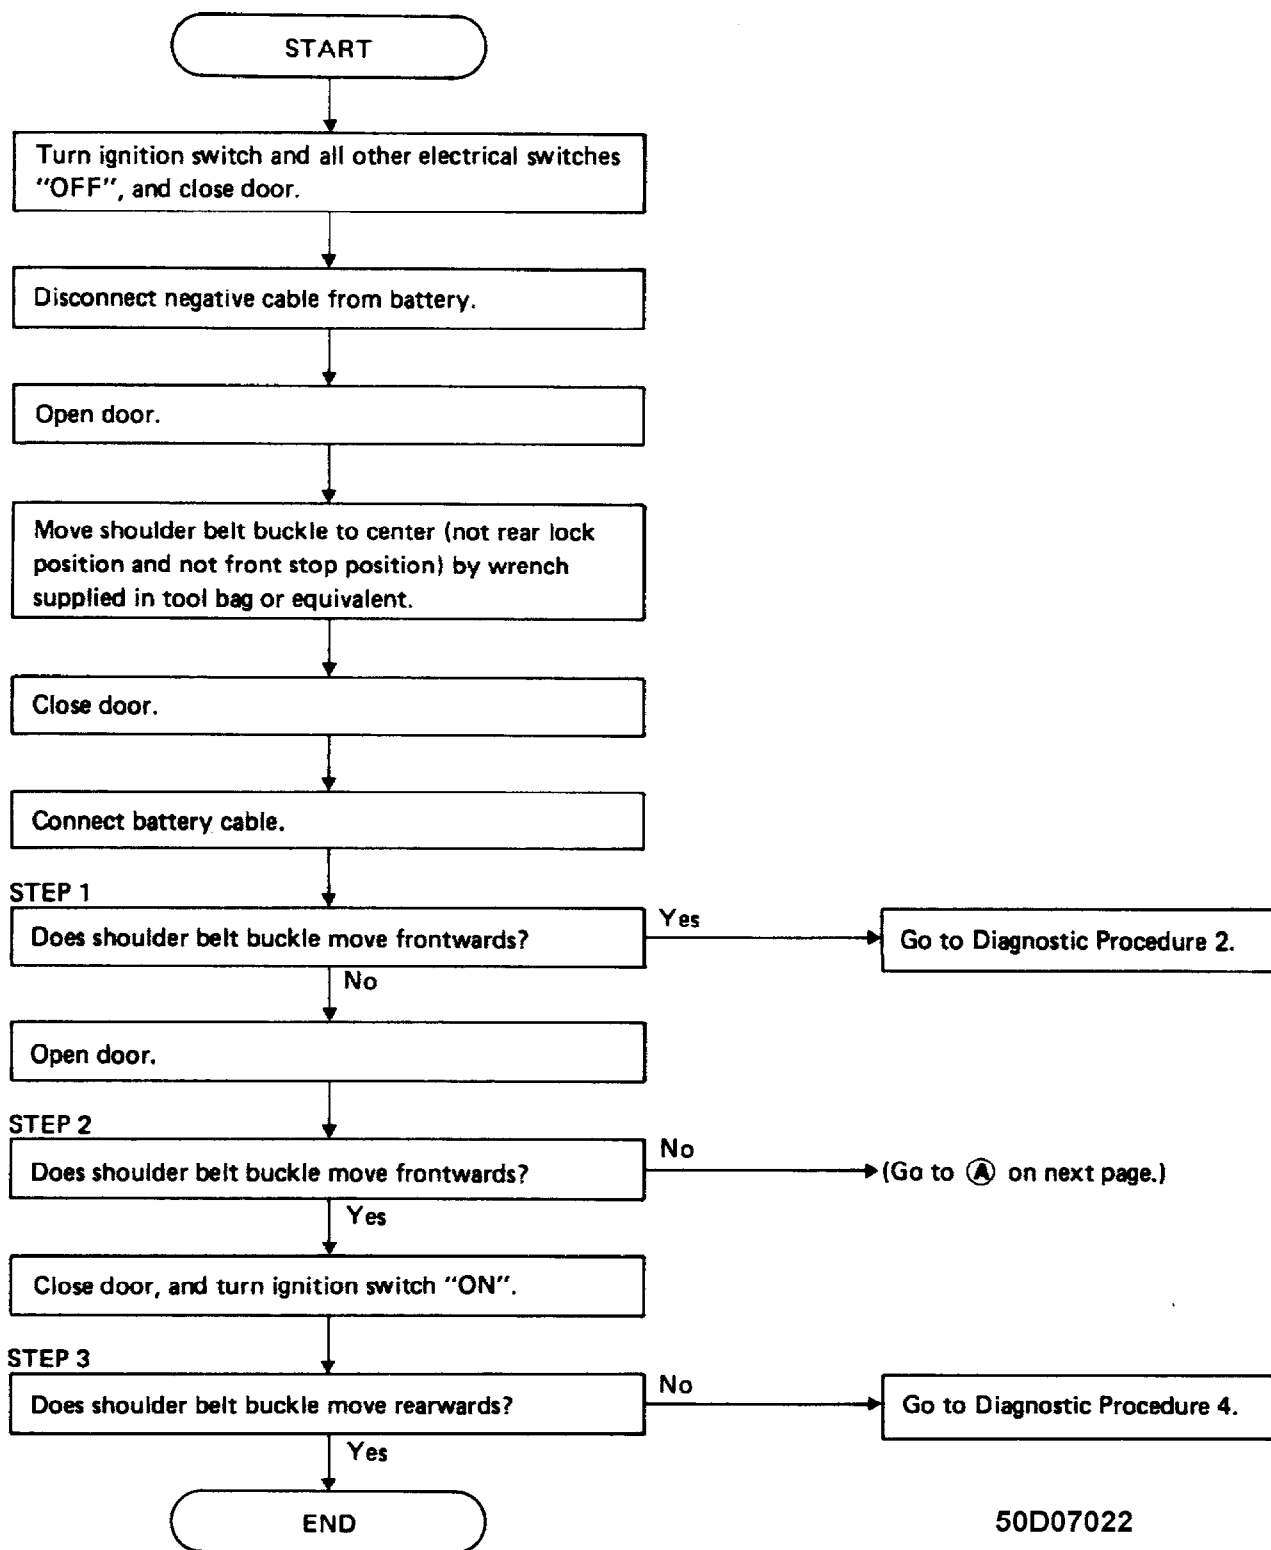 START
Turn ignition switch and all other electrical switches
"OFF", and close door.
Disconnect negative cable from battery.
Open door.
Move shoulder belt buckle to center (not rear lock
position and not front stop position) by wrench
supplied in tool bag or equivalent.
Close door.
Connect battery cable.
STEP 1
Does shoulder belt buckle move frontwards?
Yes
Go to Diagnostic Procedure 2.
No
Open door.
STEP 2
Does shoulder belt buckle move frontwards?
No
(Go to Ⓐ on next page.)
Yes
Close door, and turn ignition switch "ON".
STEP 3
Does shoulder belt buckle move rearwards?
No
Go to Diagnostic Procedure 4.
Yes
END
50D07022